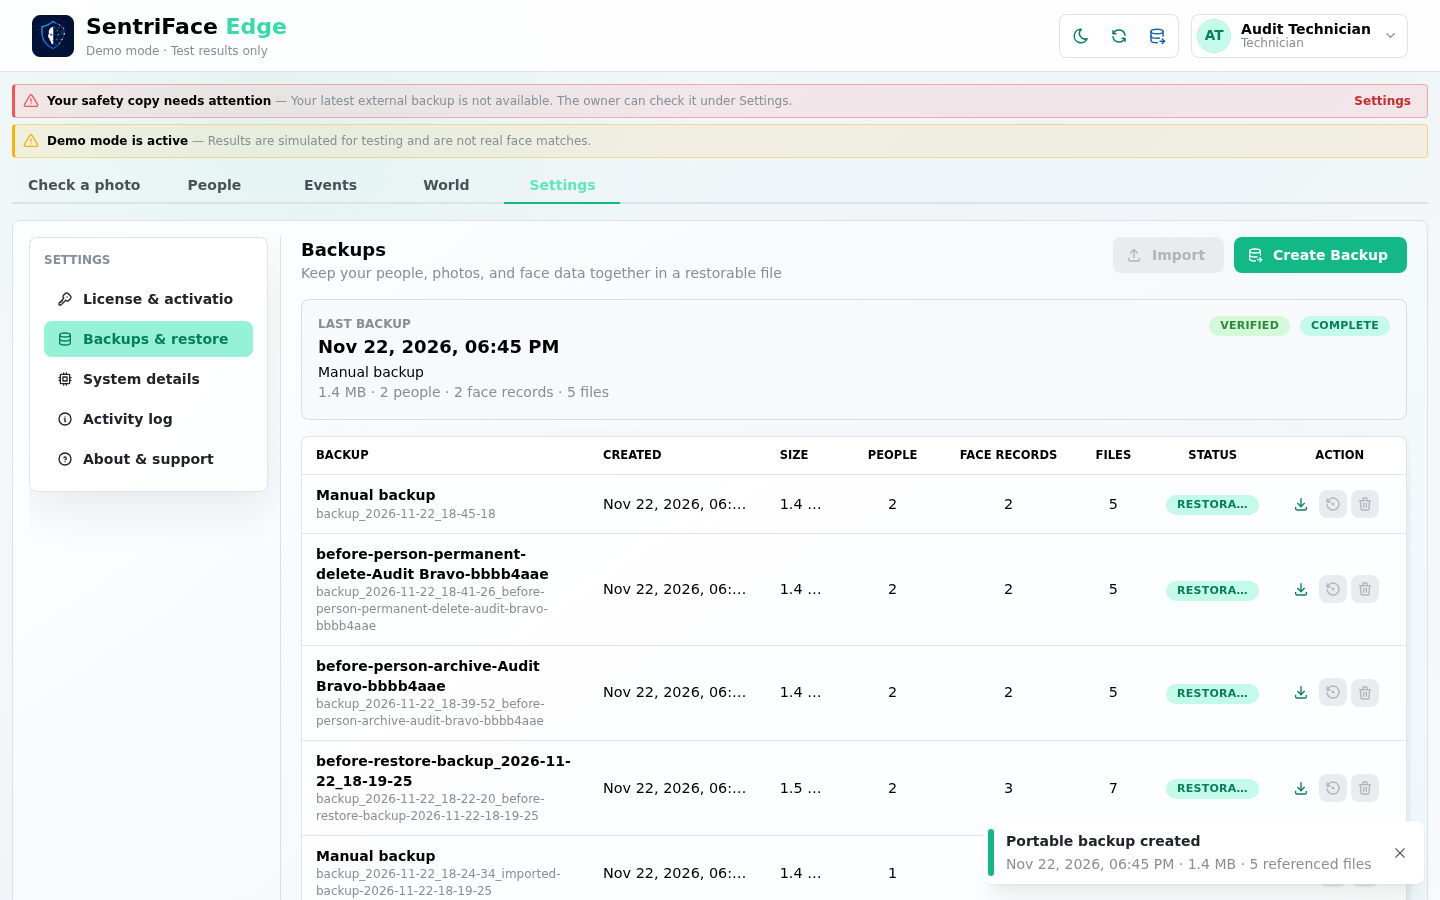 SentriFace Edge
Demo mode · Test results only
AT
Audit Technician
Technician
Your safety copy needs attention — Your latest external backup is not available. The owner can check it under Settings.
Settings
Demo mode is active — Results are simulated for testing and are not real face matches.
Check a photo
People
Events
World
Settings
SETTINGS
License & activatio
Backups & restore
System details
Activity log
About & support
Backups
Keep your people, photos, and face data together in a restorable file
Import
Create Backup
LAST BACKUP
VERIFIED
COMPLETE
Nov 22, 2026, 06:45 PM
Manual backup
1.4 MB · 2 people · 2 face records · 5 files
BACKUP CREATED SIZE PEOPLE FACE RECORDS FILES STATUS ACTION
Manual backup
backup_2026-11-22_18-45-18
Nov 22, 2026, 06:… 1.4 … 2 2 5 RESTORA…
before-person-permanent-
delete-Audit Bravo-bbbb4aae
backup_2026-11-22_18-41-26_before-
person-permanent-delete-audit-bravo-
bbbb4aae
Nov 22, 2026, 06:… 1.4 … 2 2 5 RESTORA…
before-person-archive-Audit
Bravo-bbbb4aae
backup_2026-11-22_18-39-52_before-
person-archive-audit-bravo-bbbb4aae
Nov 22, 2026, 06:… 1.4 … 2 2 5 RESTORA…
before-restore-backup_2026-11-
22_18-19-25
backup_2026-11-22_18-22-20_before-
restore-backup-2026-11-22-18-19-25
Nov 22, 2026, 06:… 1.5 … 2 3 7 RESTORA…
Manual backup
backup_2026-11-22_18-24-34_imported-
backup-2026-11-22-18-19-25
Nov 22, 2026, 06:… 1.4 … 1
Portable backup created
Nov 22, 2026, 06:45 PM · 1.4 MB · 5 referenced files